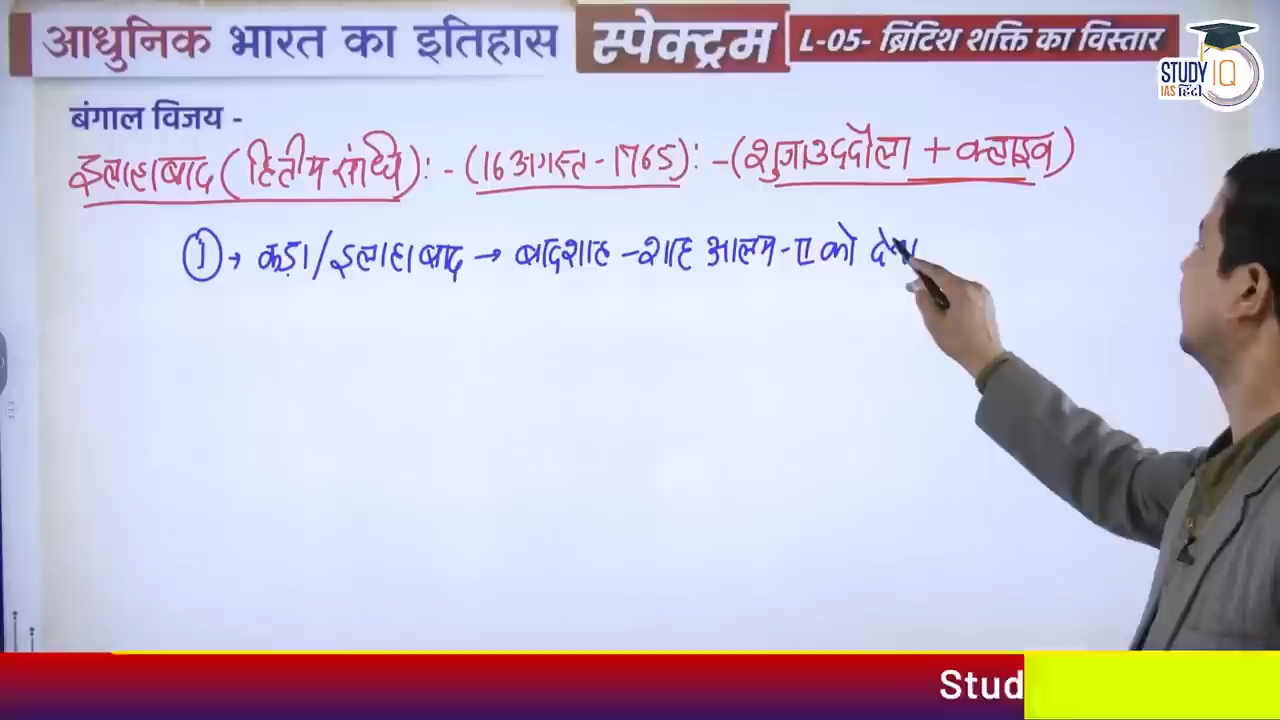 आधुनिक भारत का इतिहास स्पेक्ट्रम L-05- ब्रिटिश शक्ति का विस्तार
STUDY IQ
IAS हिंदी
बंगाल विजय -
इलाहाबाद (द्वितीय संधि) : - (16 अगस्त - 1765) : - (शुजाउद्दौला + क्लाइव)
① → कड़ा/इलाहाबाद → बादशाह - शाह आलम-II को
Stud